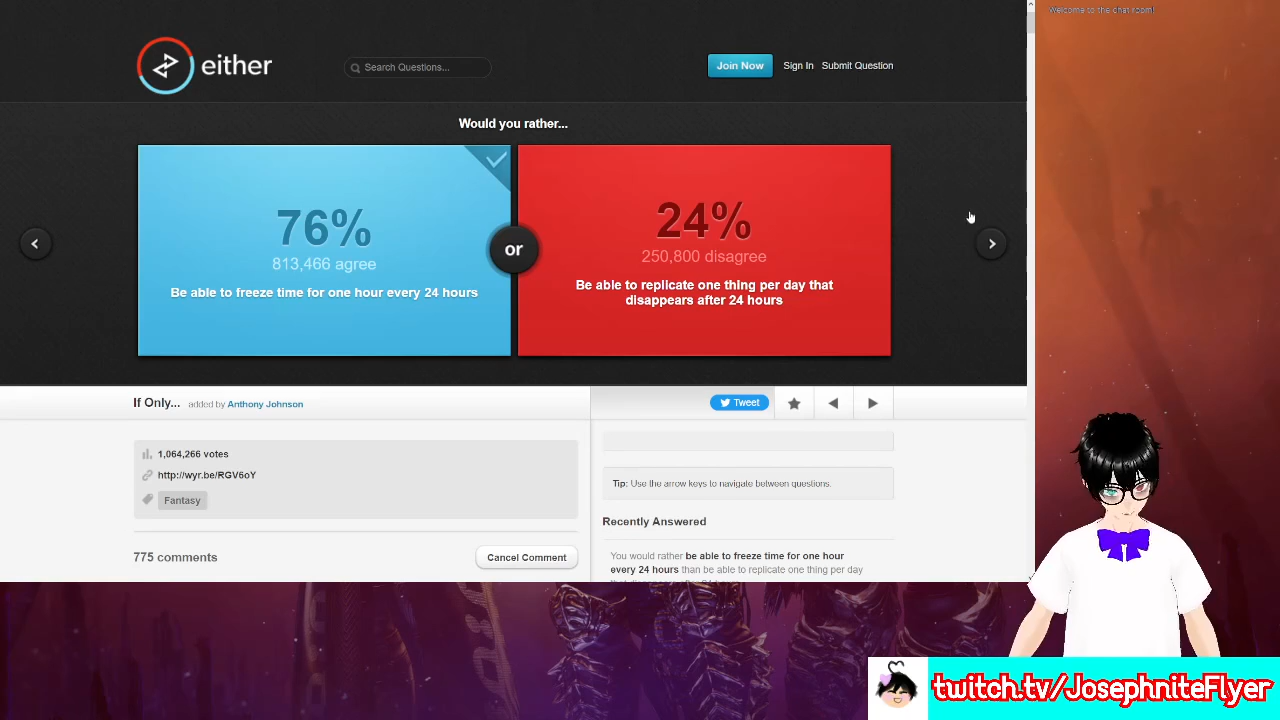 Welcome to the chat room!
either
Search Questions...
Join Now
Sign In
Submit Question
Would you rather...
76%
813,466 agree
Be able to freeze time for one hour every 24 hours
or
24%
250,800 disagree
Be able to replicate one thing per day that
disappears after 24 hours
If Only... added by Anthony Johnson
Tweet
1,064,266 votes
http://wyr.be/RGV6oY
Fantasy
775 comments
Cancel Comment
Tip: Use the arrow keys to navigate between questions.
Recently Answered
You would rather be able to freeze time for one hour
every 24 hours than be able to replicate one thing per day
twitch.tv/JosephniteFlyer